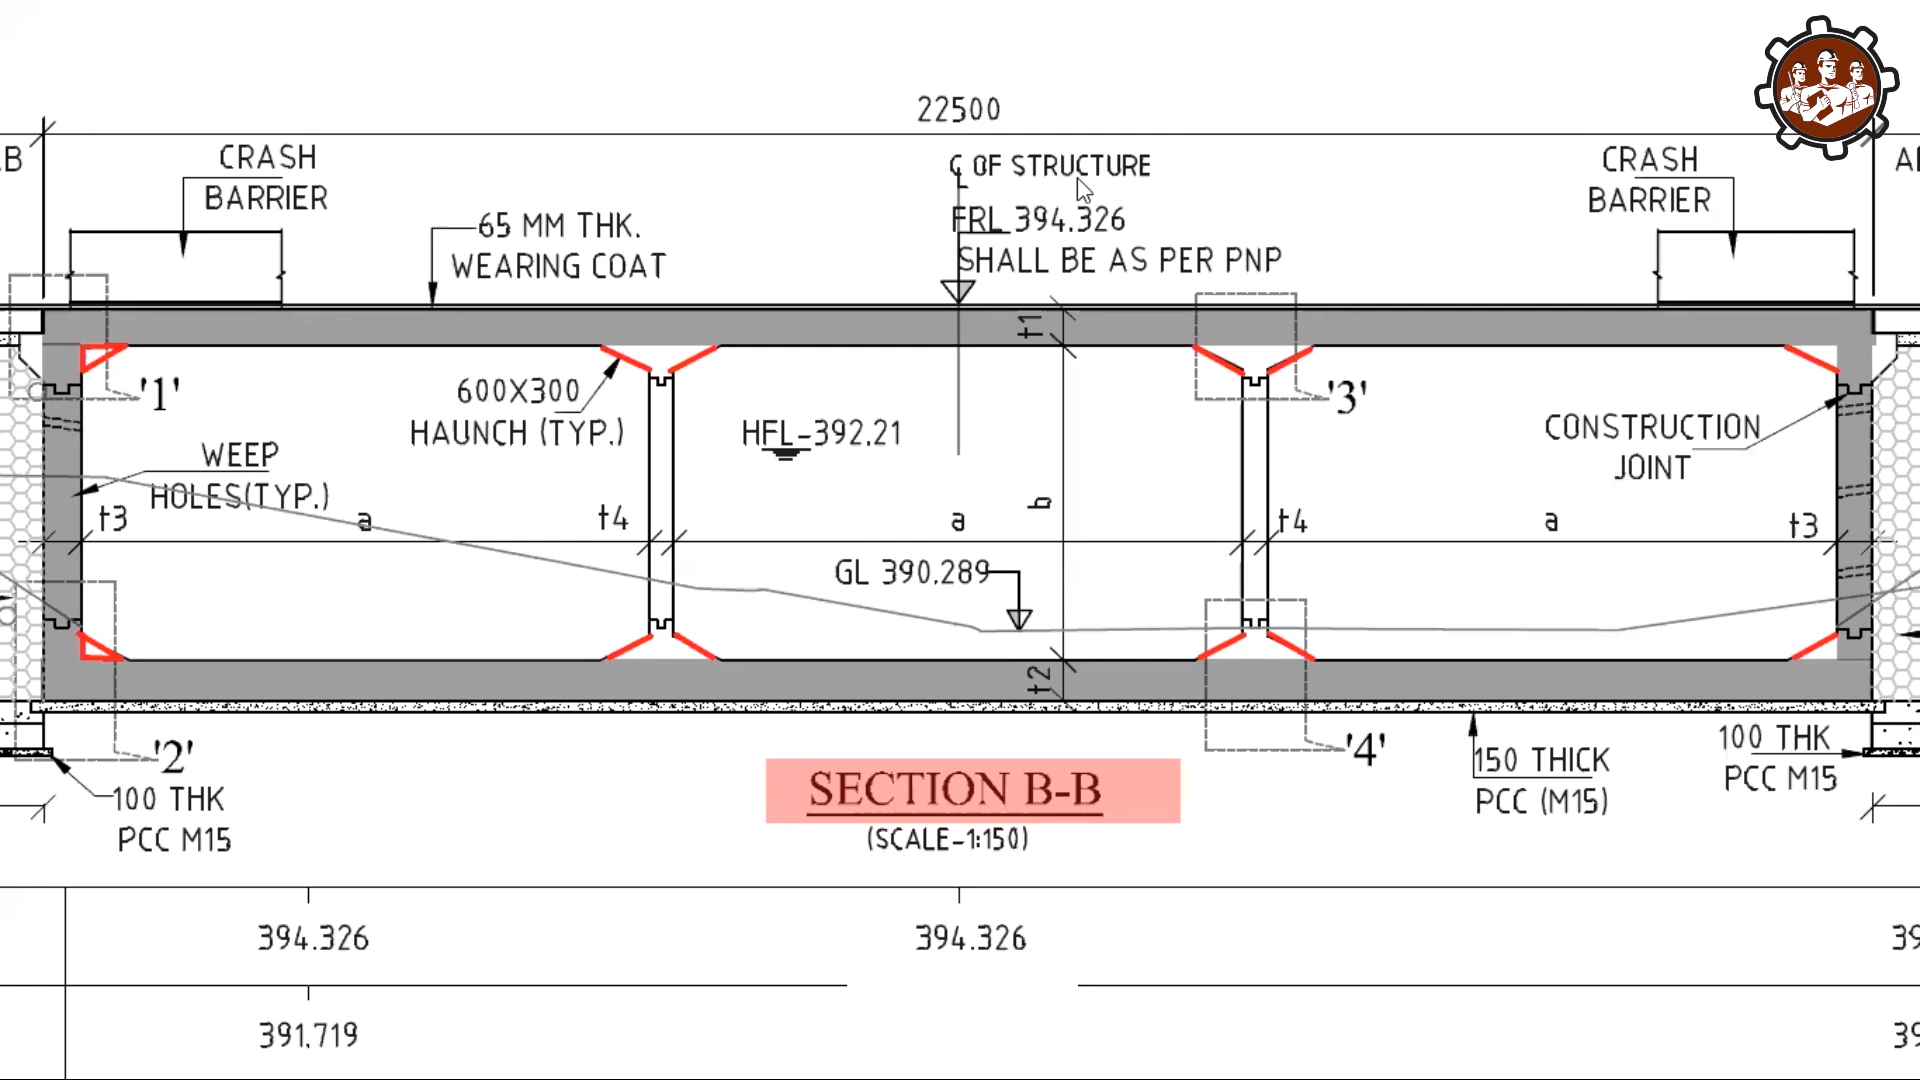 22500
CRASH
BARRIER
65 MM THK.
WEARING COAT
℄ OF STRUCTURE
FRL 394.326
SHALL BE AS PER PNP
CRASH
BARRIER
t1
'1'
600X300
HAUNCH (TYP.)
HFL-392.21
'3'
CONSTRUCTION
JOINT
WEEP
HOLES(TYP.)
t3
a
t4
a
b
t4
a
t3
GL 390.289
t2
'2'
'4'
100 THK
PCC M15
SECTION B-B
(SCALE-1:150)
150 THICK
PCC (M15)
100 THK
PCC M15
394.326
394.326
391.719